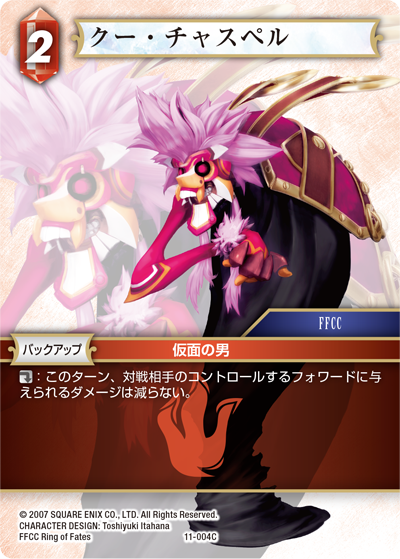 2
クー・チャスペル
FFCC
バックアップ
仮面の男
：このターン、対戦相手のコントロールするフォワードに与
えられるダメージは減らない。
© 2007 SQUARE ENIX CO., LTD. All Rights Reserved.
CHARACTER DESIGN: Toshiyuki Itahana
FFCC Ring of Fates
11-004C